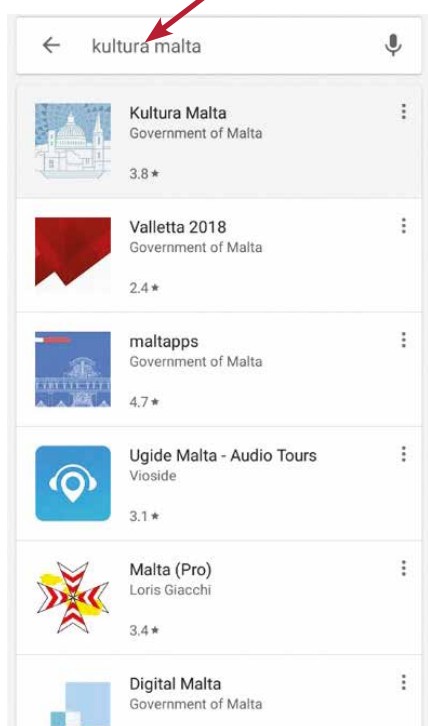 kultura malta
Kultura Malta
Government of Malta
3.8★
Valletta 2018
Government of Malta
2.4★
maltapps
Government of Malta
4.7★
Ugide Malta - Audio Tours
Vioside
3.1★
Malta (Pro)
Loris Giacchi
3.4★
Digital Malta
Government of Malta